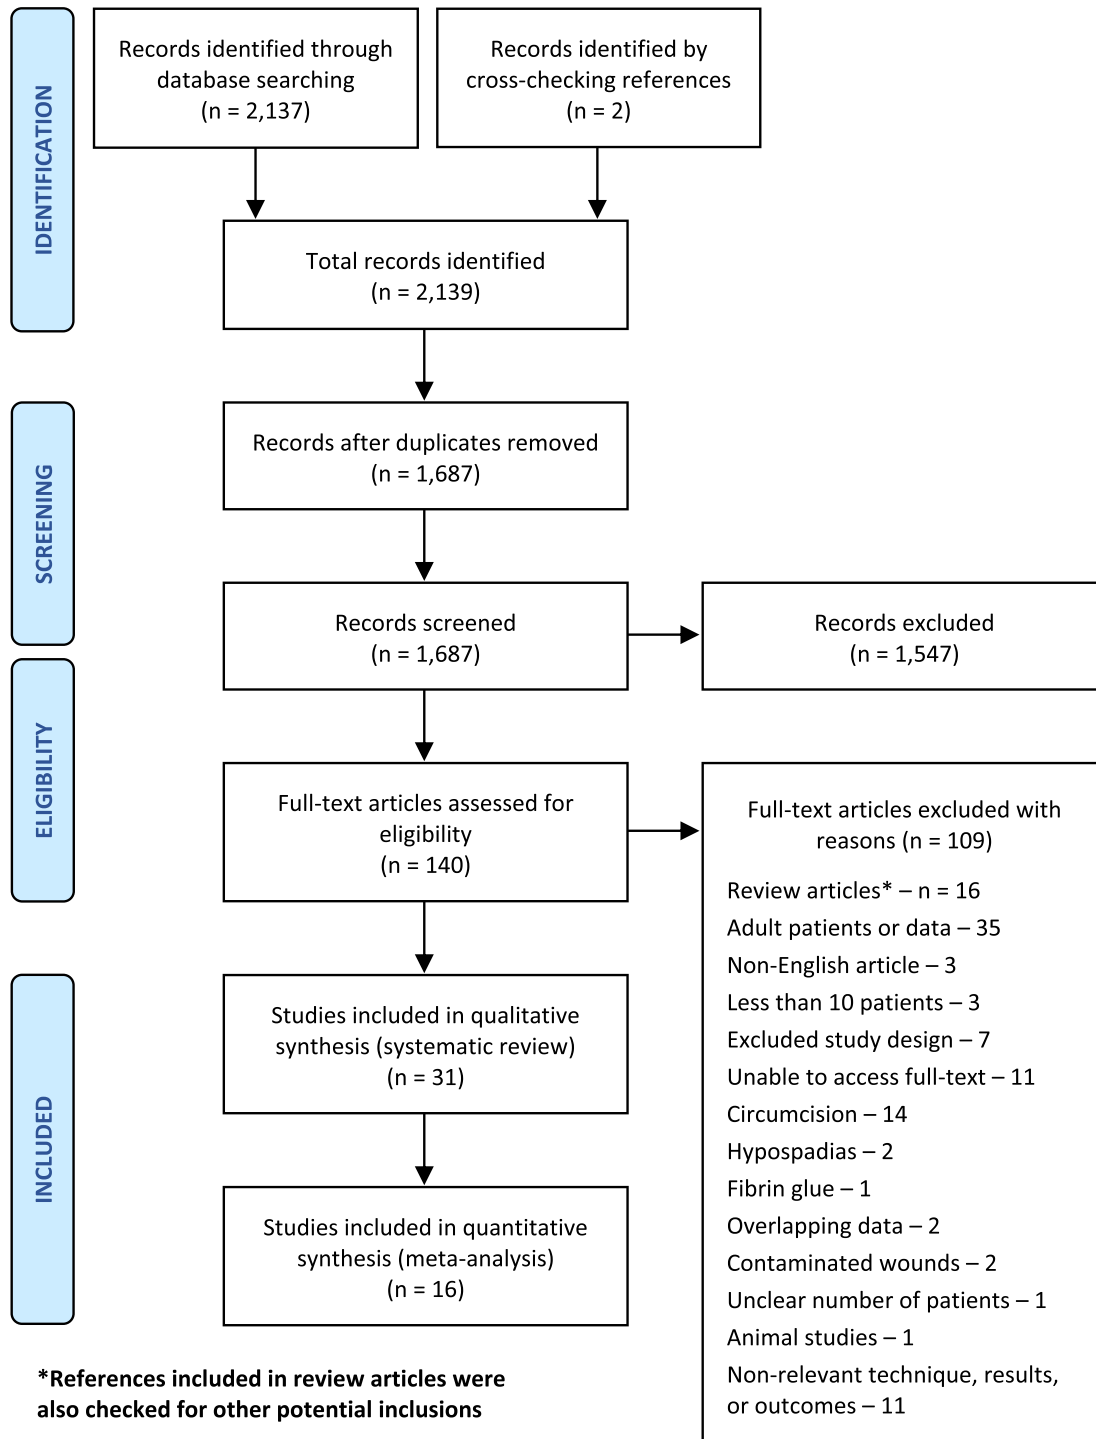 IDENTIFICATION
Records identified through
database searching
(n = 2,137)
Records identified by
cross-checking references
(n = 2)
Total records identified
(n = 2,139)
SCREENING
Records after duplicates removed
(n = 1,687)
Records screened
(n = 1,687)
Records excluded
(n = 1,547)
ELIGIBILITY
Full-text articles assessed for
eligibility
(n = 140)
Full-text articles excluded with
reasons (n = 109)
Review articles* – n = 16
Adult patients or data – 35
Non-English article – 3
Less than 10 patients – 3
Excluded study design – 7
Unable to access full-text – 11
Circumcision – 14
Hypospadias – 2
Fibrin glue – 1
Overlapping data – 2
Contaminated wounds – 2
Unclear number of patients – 1
Animal studies – 1
Non-relevant technique, results,
or outcomes – 11
INCLUDED
Studies included in qualitative
synthesis (systematic review)
(n = 31)
Studies included in quantitative
synthesis (meta-analysis)
(n = 16)
*References included in review articles were
also checked for other potential inclusions